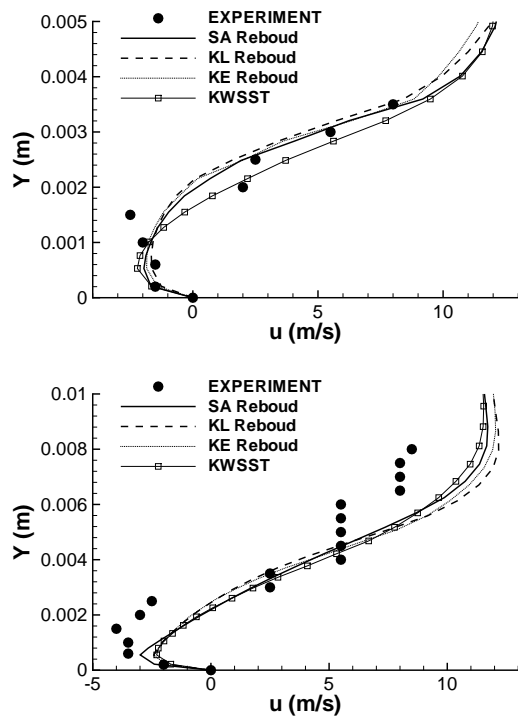 EXPERIMENT
SA Reboud
KL Reboud
KE Reboud
KWSST
Y (m)
0.005
0.004
0.003
0.002
0.001
0
0
5
10
u (m/s)
EXPERIMENT
SA Reboud
KL Reboud
KE Reboud
KWSST
Y (m)
0.01
0.008
0.006
0.004
0.002
0
-5
0
5
10
u (m/s)